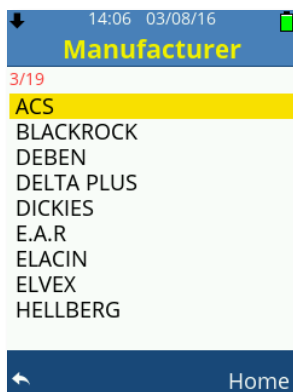 14:06 03/08/16
Manufacturer
3/19
ACS
BLACKROCK
DEBEN
DELTA PLUS
DICKIES
E.A.R
ELACIN
ELVEX
HELLBERG
Home